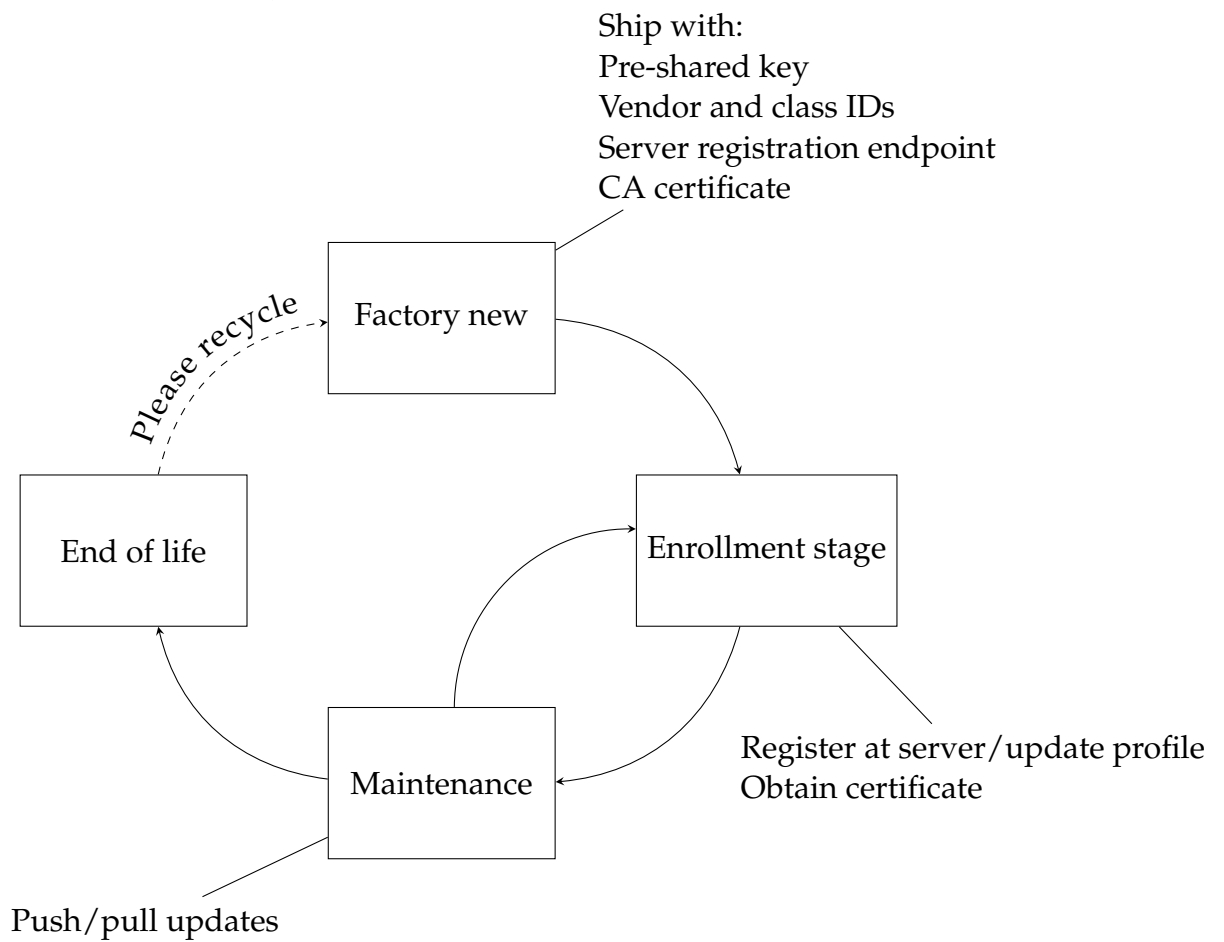 Ship with:
Pre-shared key
Vendor and class IDs
Server registration endpoint
CA certificate
Please recycle
Factory new
End of life
Enrollment stage
Register at server/update profile
Obtain certificate
Maintenance
Push/pull updates